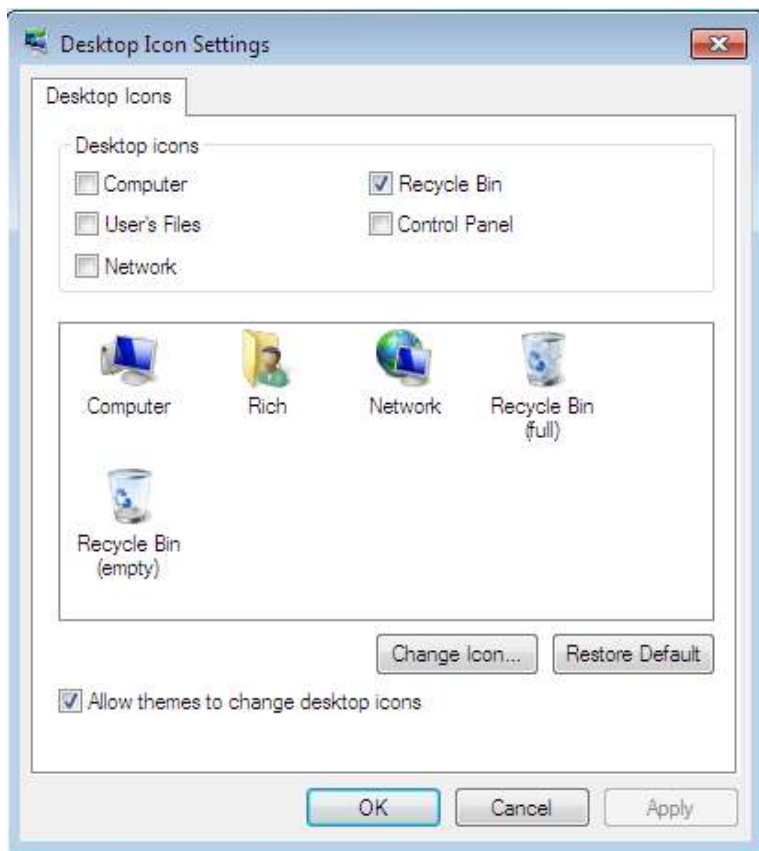 Desktop Icon Settings
Desktop Icons
Desktop icons
Computer
Recycle Bin
User's Files
Control Panel
Network
Computer
Rich
Network
Recycle Bin
(full)
Recycle Bin
(empty)
Change Icon...
Restore Default
Allow themes to change desktop icons
OK
Cancel
Apply